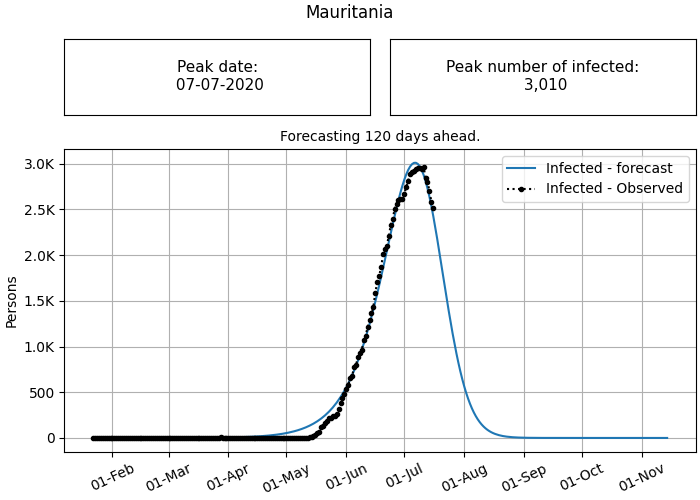 Mauritania
Peak date:
07-07-2020
Peak number of infected:
3,010
Forecasting 120 days ahead.
Infected - forecast
Infected - Observed
3.0K
2.5K
2.0K
1.5K
1.0K
500
0
Persons
01-Feb
01-Mar
01-Apr
01-May
01-Jun
01-Jul
01-Aug
01-Sep
01-Oct
01-Nov